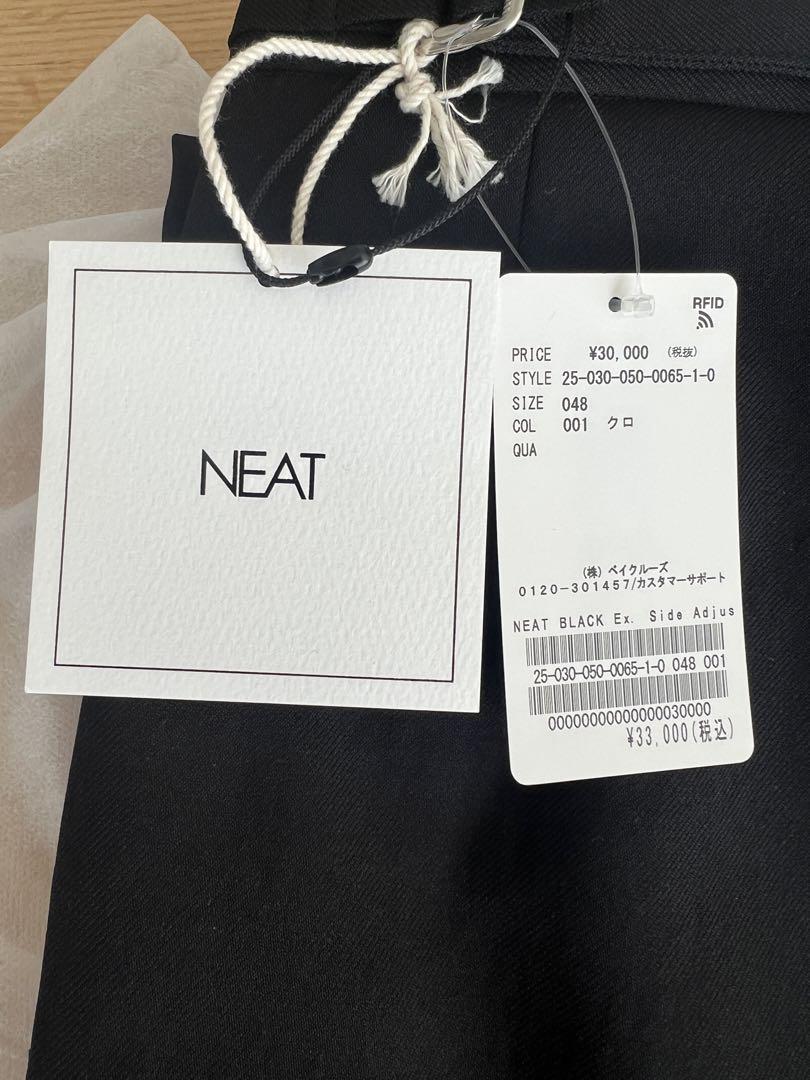 NEAT
RFID
PRICE ¥30,000 (税抜)
STYLE 25-030-050-0065-1-0
SIZE 048
COL 001 クロ
QUA
(株) ベイクルーズ
0120-301457/カスタマーサポート
NEAT BLACK Ex. Side Adjus
25-030-050-0065-1-0 048 001
00000000000000030000
¥33,000(税込)